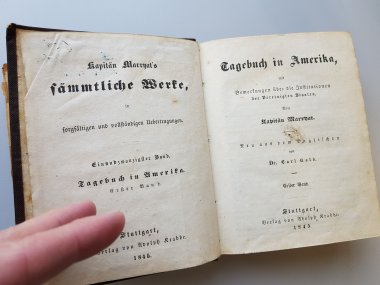 Kapitän Marryat's
sämmtliche Werke,
in
sorgfältigen und vollständigen Uebertragungen.
Einundzwanzigster Band.
Tagebuch in Amerika.
Erster Band.
Stuttgart,
Verlag von Adolph Krabbe.
1845.
Tagebuch in Amerika,
mit
Bemerkungen über die Institutionen
der Vereinigten Staaten.
Von
Kapitän Marryat.
Neu aus dem Englischen
von
Dr. Carl Kolb.
Erster Band.
Stuttgart,
Verlag von Adolph Krabbe.
1845.